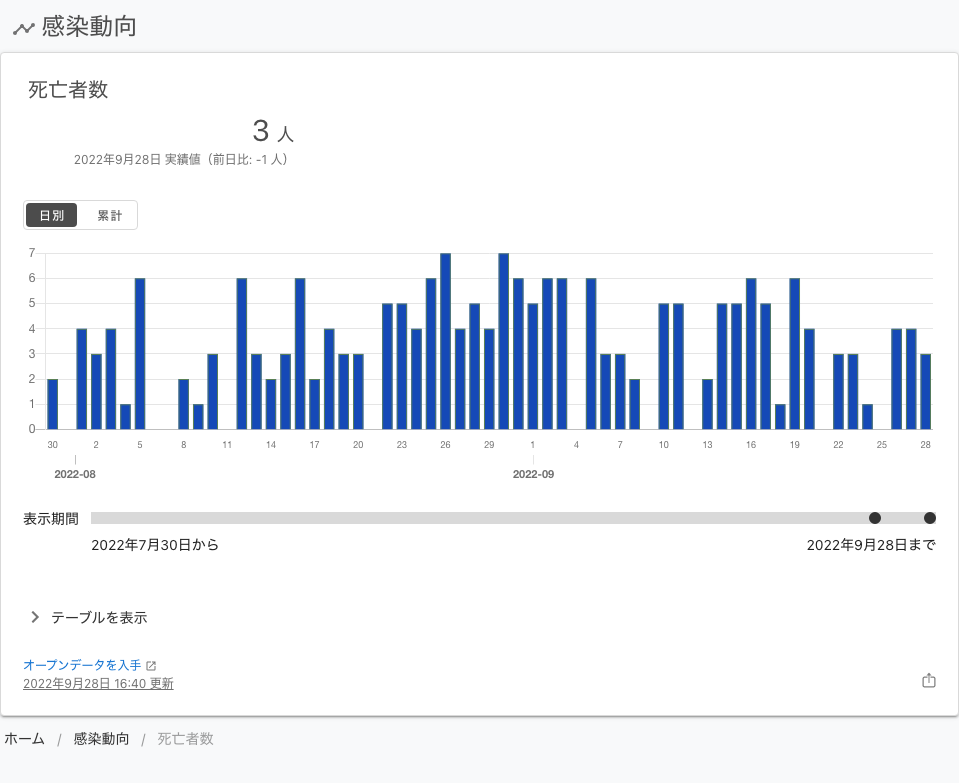 感染動向
死亡者数
3 人
2022年9月28日 実績値（前日比: -1 人）
日別 累計
7
6
5
4
3
2
1
0
30 2 5 8 11 14 17 20 23 26 29 1 4 7 10 13 16 19 22 25 28
2022-08 2022-09
表示期間
2022年7月30日から 2022年9月28日まで
テーブルを表示
オープンデータを入手
2022年9月28日 16:40 更新
ホーム / 感染動向 / 死亡者数